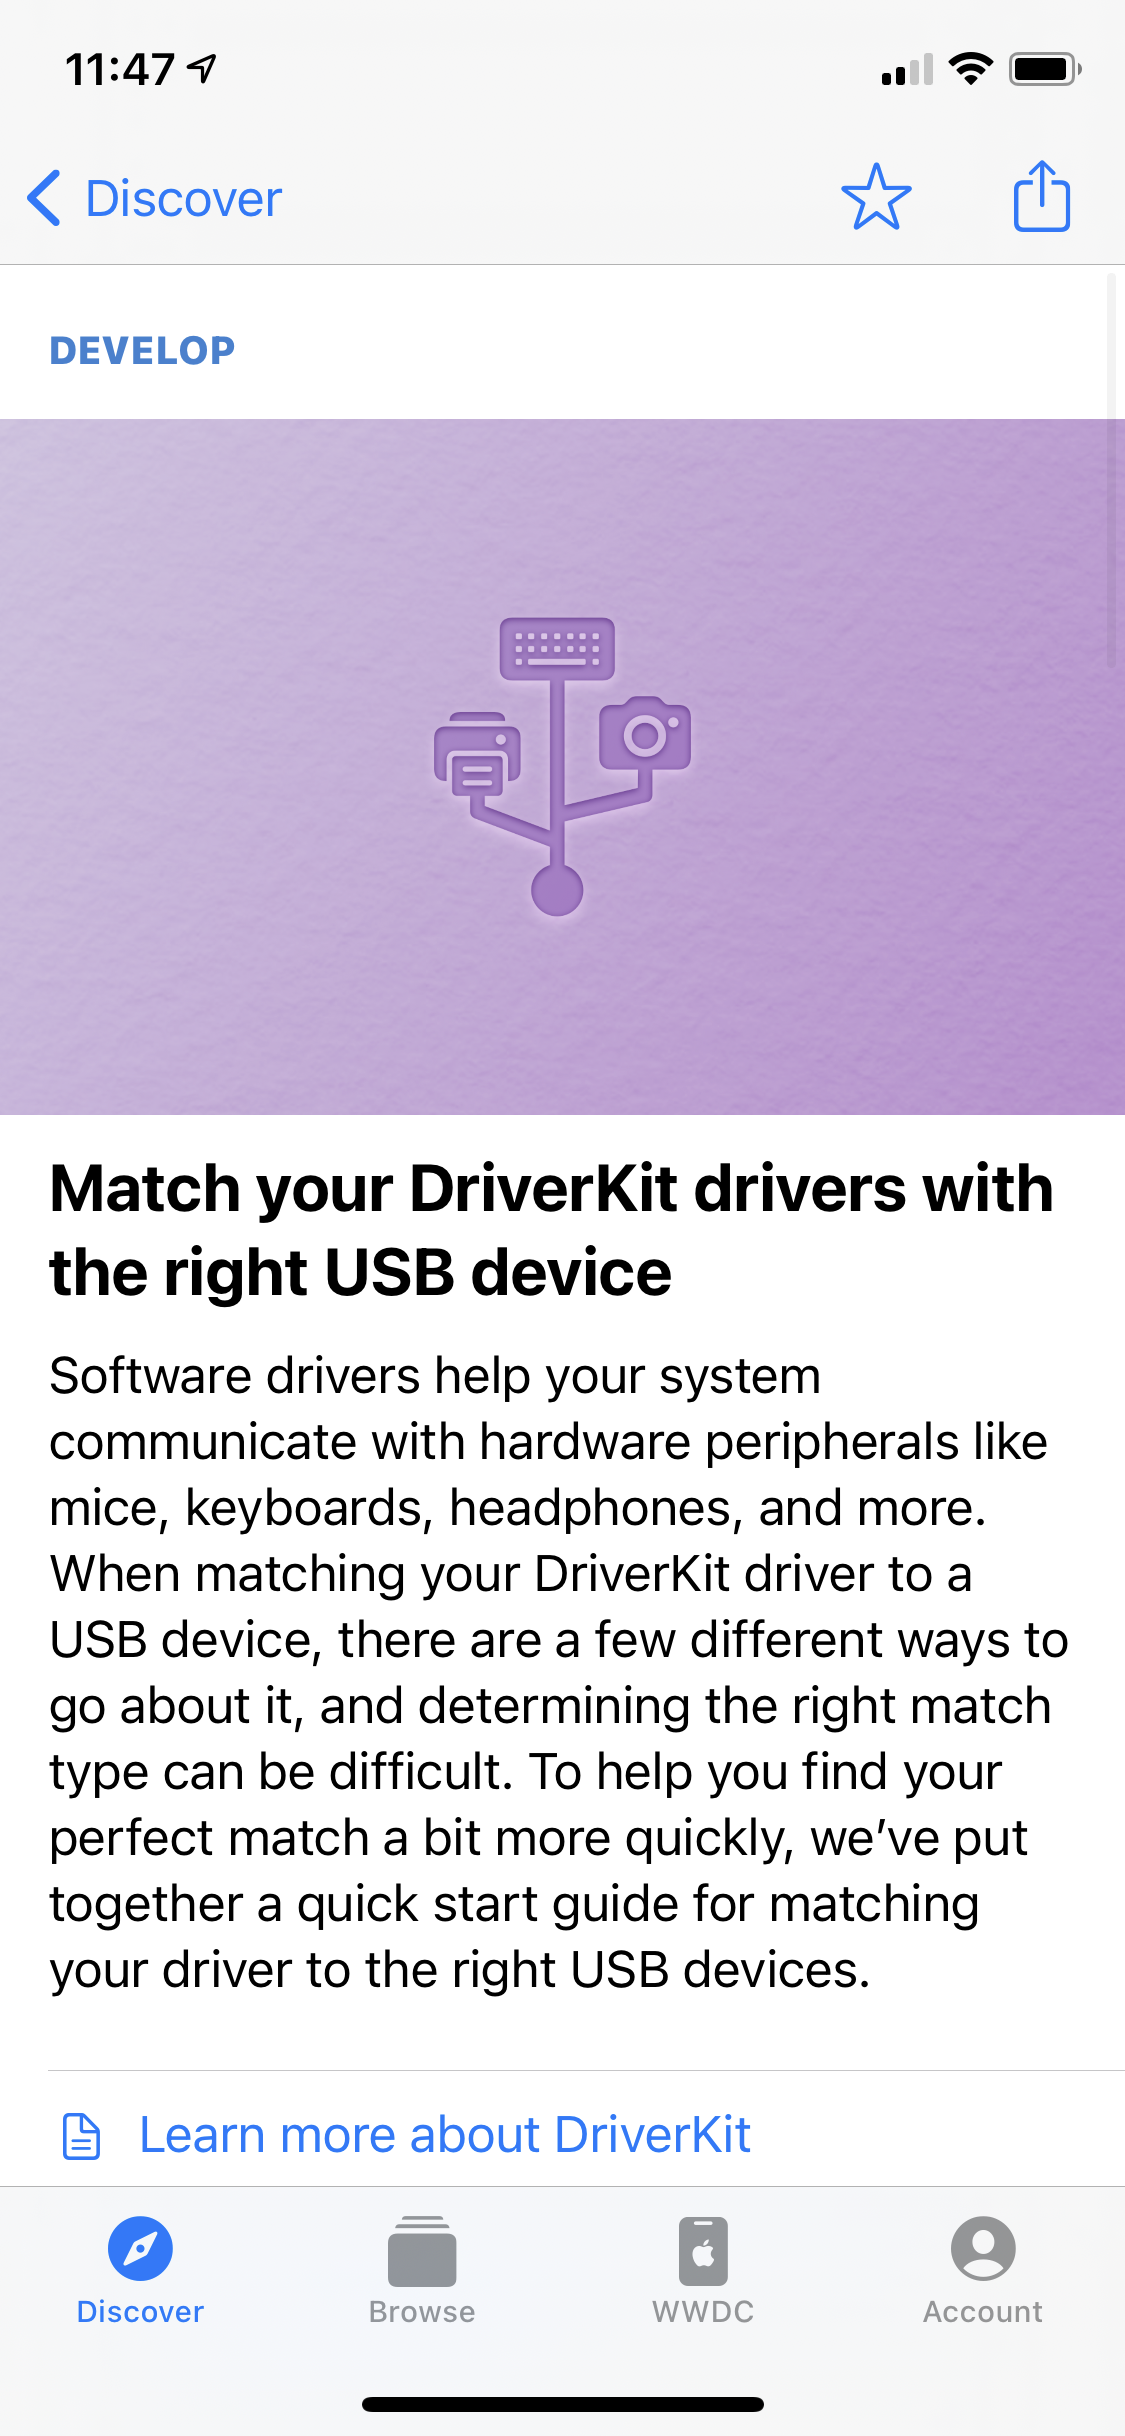 11:47
Discover
DEVELOP
Match your DriverKit drivers with
the right USB device
Software drivers help your system
communicate with hardware peripherals like
mice, keyboards, headphones, and more.
When matching your DriverKit driver to a
USB device, there are a few different ways to
go about it, and determining the right match
type can be difficult. To help you find your
perfect match a bit more quickly, we’ve put
together a quick start guide for matching
your driver to the right USB devices.
Learn more about DriverKit
Discover
Browse
WWDC
Account